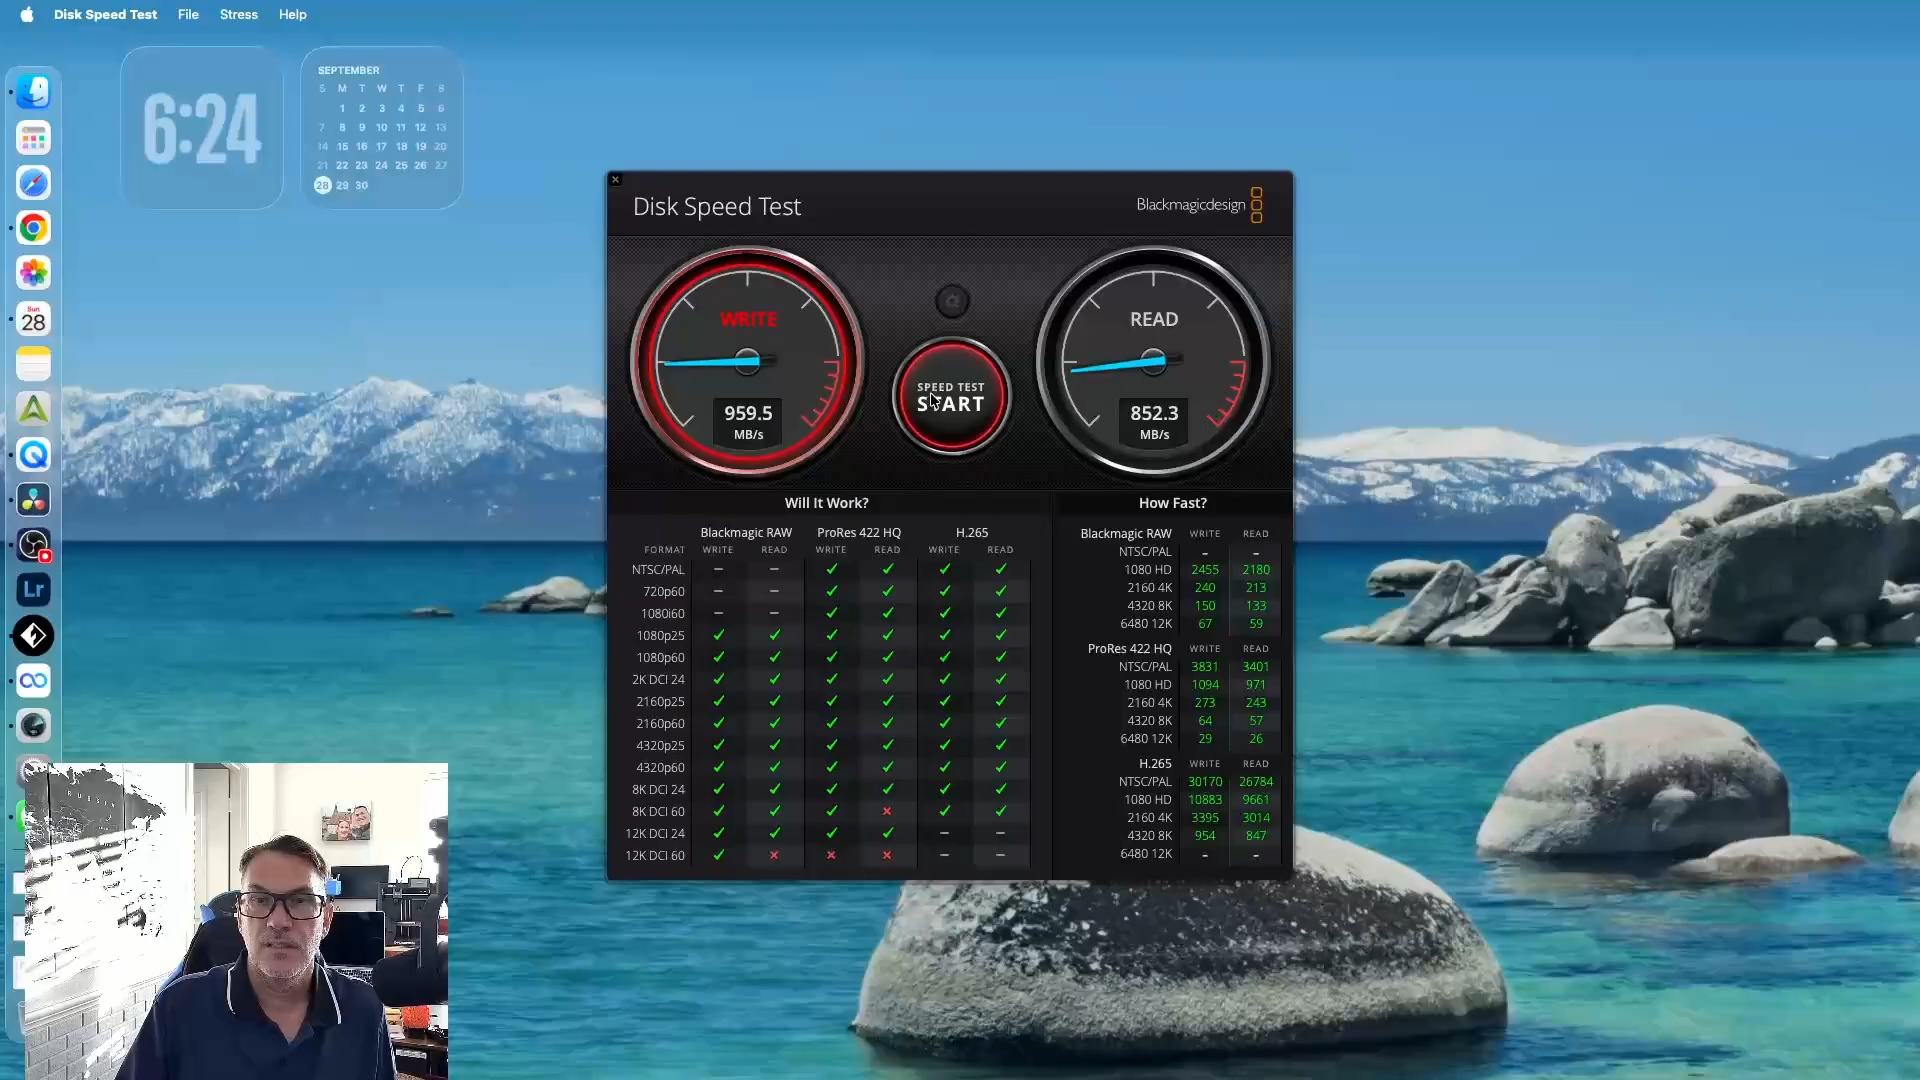 Disk Speed Test File Stress Help
6:24
SEPTEMBER
S M T W T F S
1 2 3 4 5 6
7 8 9 10 11 12 13
14 15 16 17 18 19 20
21 22 23 24 25 26 27
28 29 30
Sun
28
Lr
Disk Speed Test
Blackmagicdesign
WRITE
959.5
MB/s
SPEED TEST
START
READ
852.3
MB/s
Will It Work?
Blackmagic RAW ProRes 422 HQ H.265
FORMAT WRITE READ WRITE READ WRITE READ
NTSC/PAL – – ✓ ✓ ✓ ✓
720p60 – – ✓ ✓ ✓ ✓
1080i60 – – ✓ ✓ ✓ ✓
1080p25 ✓ ✓ ✓ ✓ ✓ ✓
1080p60 ✓ ✓ ✓ ✓ ✓ ✓
2K DCI 24 ✓ ✓ ✓ ✓ ✓ ✓
2160p25 ✓ ✓ ✓ ✓ ✓ ✓
2160p60 ✓ ✓ ✓ ✓ ✓ ✓
4320p25 ✓ ✓ ✓ ✓ ✓ ✓
4320p60 ✓ ✓ ✓ ✓ ✓ ✓
8K DCI 24 ✓ ✓ ✓ ✓ ✓ ✓
8K DCI 60 ✓ ✓ ✓ × ✓ ✓
12K DCI 24 ✓ ✓ ✓ ✓ – –
12K DCI 60 ✓ × × × – –
How Fast?
Blackmagic RAW WRITE READ
NTSC/PAL – –
1080 HD 2455 2180
2160 4K 240 213
4320 8K 150 133
6480 12K 67 59
ProRes 422 HQ WRITE READ
NTSC/PAL 3831 3401
1080 HD 1094 971
2160 4K 273 243
4320 8K 64 57
6480 12K 29 26
H.265 WRITE READ
NTSC/PAL 30170 26784
1080 HD 10883 9661
2160 4K 3395 3014
4320 8K 954 847
6480 12K – –